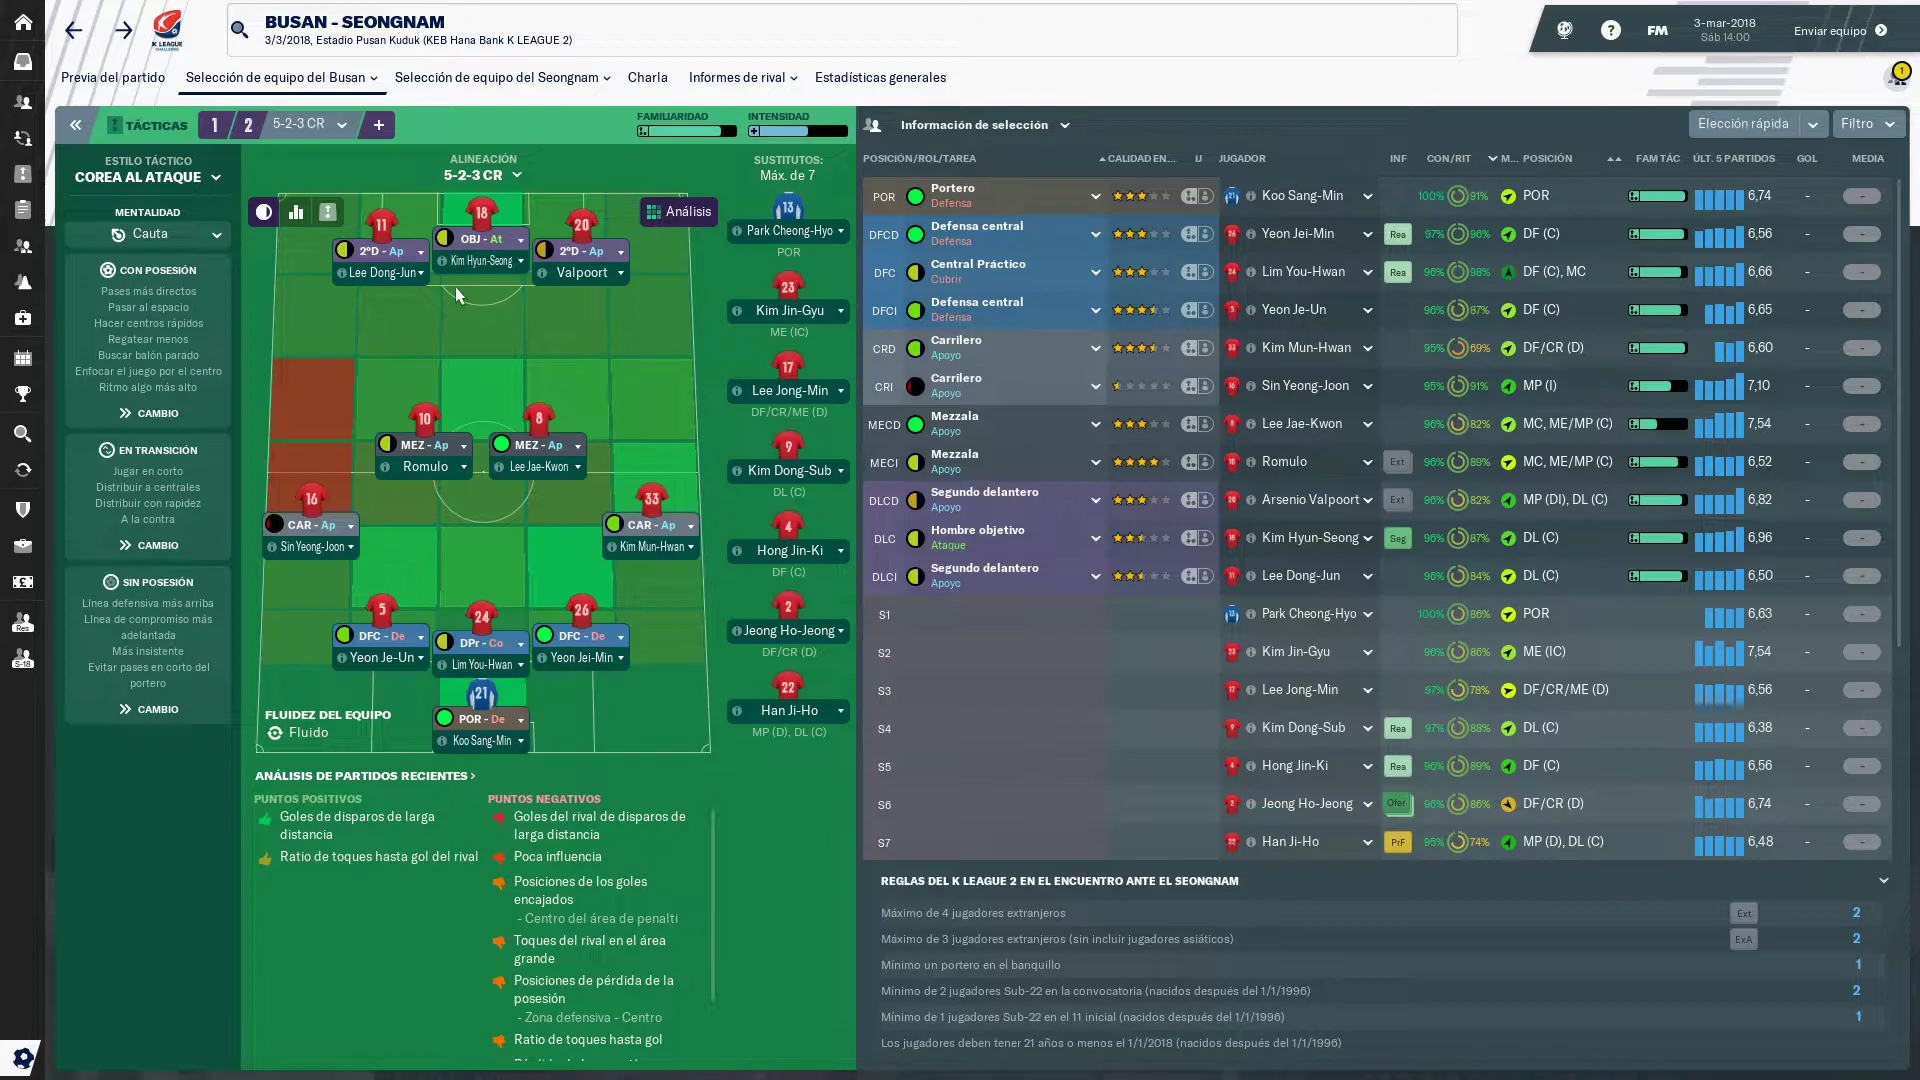 BUSAN - SEONGNAM
3/3/2018, Estadio Pusan Kuduk (KEB Hana Bank K LEAGUE 2)
K LEAGUE
FM
3-mar-2018
Sáb 14:00
Enviar equipo
1
Previa del partido
Selección de equipo del Busan
Selección de equipo del Seongnam
Charla
Informes de rival
Estadísticas generales
TÁCTICAS
1
2
5-2-3 CR
+
FAMILIARIDAD
INTENSIDAD
ESTILO TÁCTICO
COREA AL ATAQUE
MENTALIDAD
Cauta
CON POSESIÓN
Pases más directos
Pasar al espacio
Hacer centros rápidos
Regatear menos
Buscar balón parado
Enfocar el juego por el centro
Ritmo algo más alto
CAMBIO
EN TRANSICIÓN
Jugar en corto
Distribuir a centrales
Distribuir con rapidez
A la contra
CAMBIO
SIN POSESIÓN
Línea defensiva más arriba
Línea de compromiso más
adelantada
Más insistente
Evitar pases en corto del
portero
CAMBIO
Res
S-18
ALINEACIÓN
5-2-3 CR
Análisis
11
2ºD - Ap
Lee Dong-Jun
18
OBJ - At
Kim Hyun-Seong
20
2ºD - Ap
Valpoort
10
MEZ - Ap
Romulo
8
MEZ - Ap
Lee Jae-Kwon
16
CAR - Ap
Sin Yeong-Joon
33
CAR - Ap
Kim Mun-Hwan
5
DFC - De
Yeon Je-Un
24
DPr - Co
Lim You-Hwan
26
DFC - De
Yeon Jei-Min
21
POR - De
Koo Sang-Min
FLUIDEZ DEL EQUIPO
Fluido
SUSTITUTOS:
Máx. de 7
13
Park Cheong-Hyo
POR
23
Kim Jin-Gyu
ME (IC)
17
Lee Jong-Min
DF/CR/ME (D)
9
Kim Dong-Sub
DL (C)
4
Hong Jin-Ki
DF (C)
2
Jeong Ho-Jeong
DF/CR (D)
22
Han Ji-Ho
MP (D), DL (C)
ANÁLISIS DE PARTIDOS RECIENTES >
PUNTOS POSITIVOS
Goles de disparos de larga
distancia
Ratio de toques hasta gol del rival
PUNTOS NEGATIVOS
Goles del rival de disparos de
larga distancia
Poca influencia
Posiciones de los goles
encajados
- Centro del área de penalti
Toques del rival en el área
grande
Posiciones de pérdida de la
posesión
- Zona defensiva - Centro
Ratio de toques hasta gol
Información de selección
Elección rápida
Filtro
POSICIÓN/ROL/TAREA CALIDAD EN... IJ JUGADOR INF CON/RIT M... POSICIÓN FAM TÁC ÚLT. 5 PARTIDOS GOL MEDIA
POR Portero Defensa Koo Sang-Min 100% 91% POR 6,74 - -
DFCD Defensa central Defensa Yeon Jei-Min Rea 97% 96% DF (C) 6,56 - -
DFC Central Práctico Cubrir Lim You-Hwan Rea 96% 98% DF (C), MC 6,66 - -
DFCI Defensa central Defensa Yeon Je-Un 96% 87% DF (C) 6,65 - -
CRD Carrilero Apoyo Kim Mun-Hwan 95% 69% DF/CR (D) 6,60 - -
CRI Carrilero Apoyo Sin Yeong-Joon 95% 91% MP (I) 7,10 - -
MECD Mezzala Apoyo Lee Jae-Kwon 96% 82% MC, ME/MP (C) 7,54 - -
MECI Mezzala Apoyo Romulo Ext 96% 89% MC, ME/MP (C) 6,52 - -
DLCD Segundo delantero Apoyo Arsenio Valpoort Ext 96% 82% MP (DI), DL (C) 6,82 - -
DLC Hombre objetivo Ataque Kim Hyun-Seong Seg 96% 87% DL (C) 6,96 - -
DLCI Segundo delantero Apoyo Lee Dong-Jun 96% 84% DL (C) 6,50 - -
S1 Park Cheong-Hyo 100% 86% POR 6,63 - -
S2 Kim Jin-Gyu 96% 86% ME (IC) 7,54 - -
S3 Lee Jong-Min 97% 78% DF/CR/ME (D) 6,56 - -
S4 Kim Dong-Sub Rea 97% 88% DL (C) 6,38 - -
S5 Hong Jin-Ki Rea 96% 89% DF (C) 6,56 - -
S6 Jeong Ho-Jeong Ofer 96% 86% DF/CR (D) 6,74 - -
S7 Han Ji-Ho PrF 95% 74% MP (D), DL (C) 6,48 - -
REGLAS DEL K LEAGUE 2 EN EL ENCUENTRO ANTE EL SEONGNAM
Máximo de 4 jugadores extranjeros Ext 2
Máximo de 3 jugadores extranjeros (sin incluir jugadores asiáticos) ExA 2
Mínimo un portero en el banquillo 1
Mínimo de 2 jugadores Sub-22 en la convocatoria (nacidos después del 1/1/1996) 2
Mínimo de 1 jugadores Sub-22 en el 11 inicial (nacidos después del 1/1/1996) 1
Los jugadores deben tener 21 años o menos el 1/1/2018 (nacidos después del 1/1/1996)